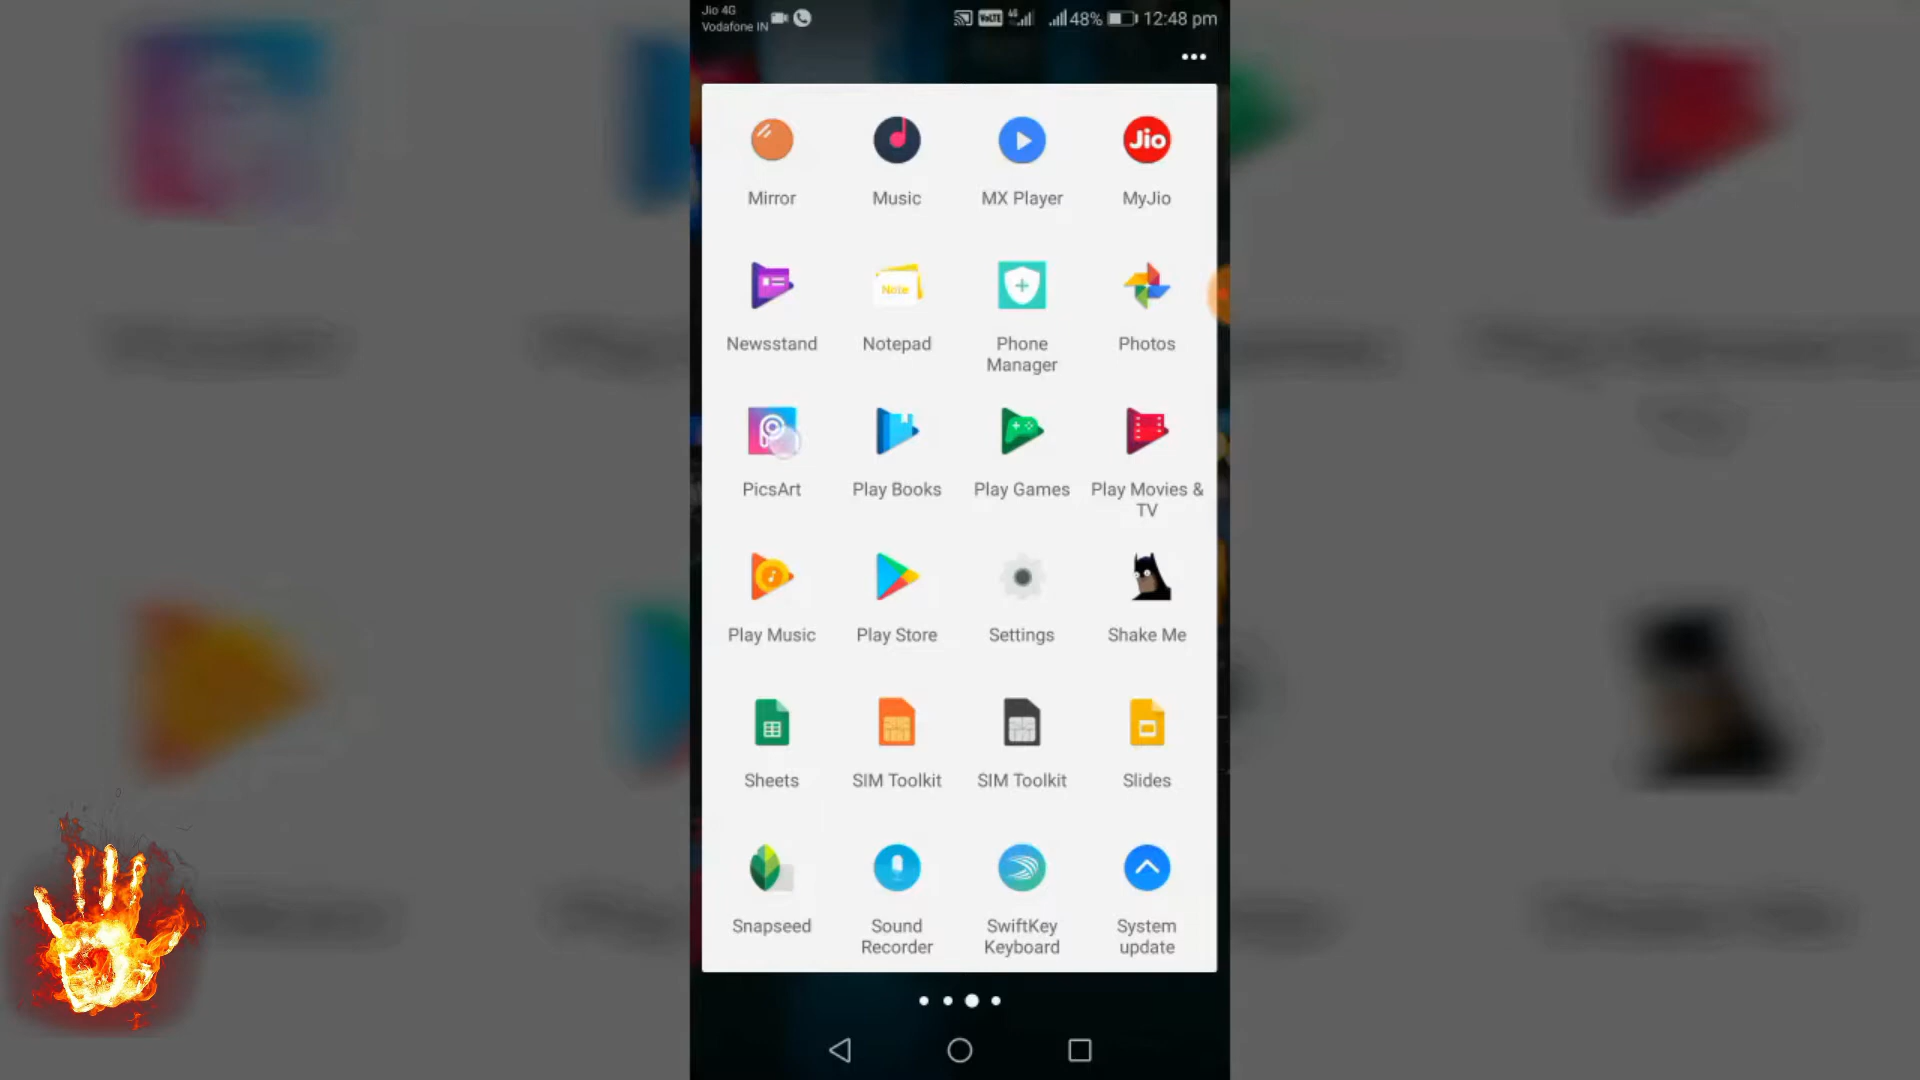 Jio 4G
Vodafone IN
VoLTE
4G
48%
12:48 pm
Jio
Mirror
Music
MX Player
MyJio
Note
Newsstand
Notepad
Phone
Manager
Photos
PicsArt
Play Books
Play Games
Play Movies &
TV
Play Music
Play Store
Settings
Shake Me
Sheets
SIM Toolkit
SIM Toolkit
Slides
Snapseed
Sound
Recorder
SwiftKey
Keyboard
System
update